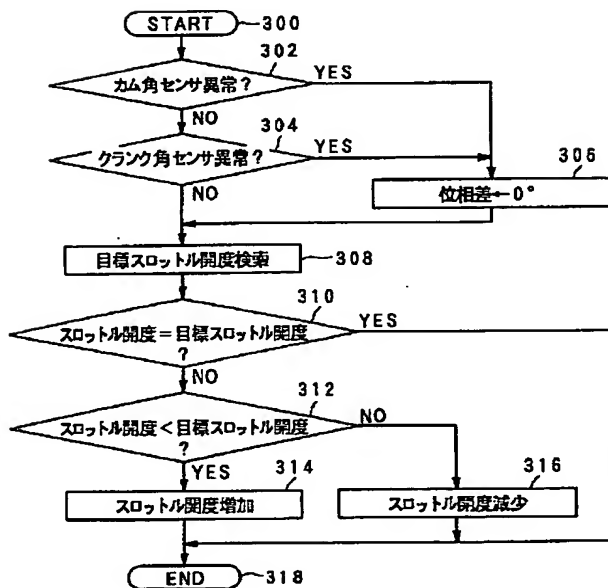 START
300
302
カム角センサ異常?
YES
NO
304
クランク角センサ異常?
YES
NO
306
位相差←0°
目標スロットル開度検索
308
310
スロットル開度=目標スロットル開度
?
YES
NO
312
スロットル開度<目標スロットル開度
?
NO
YES
314
スロットル開度増加
316
スロットル開度減少
END
318